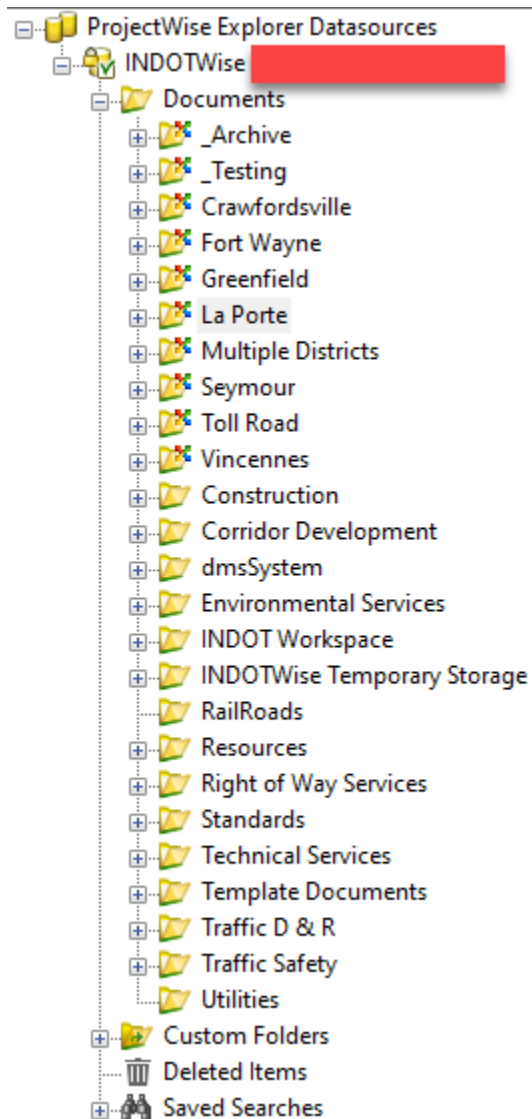 ProjectWise Explorer Datasources
INDOTWise
Documents
_Archive
_Testing
Crawfordsville
Fort Wayne
Greenfield
La Porte
Multiple Districts
Seymour
Toll Road
Vincennes
Construction
Corridor Development
dmsSystem
Environmental Services
INDOT Workspace
INDOTWise Temporary Storage
RailRoads
Resources
Right of Way Services
Standards
Technical Services
Template Documents
Traffic D & R
Traffic Safety
Utilities
Custom Folders
Deleted Items
Saved Searches